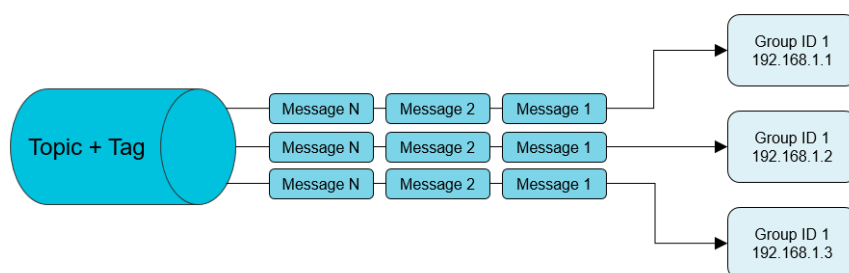 Group ID 1
192.168.1.1
Message N
Message 2
Message 1
Topic + Tag
Message N
Message 2
Message 1
Group ID 1
192.168.1.2
Message N
Message 2
Message 1
Group ID 1
192.168.1.3